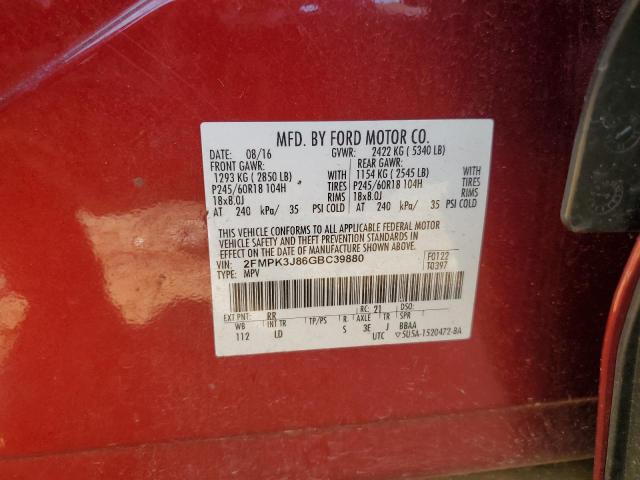 MFD. BY FORD MOTOR CO.
DATE: 08/16 GVWR: 2422 KG ( 5340 LB)
FRONT GAWR: REAR GAWR:
1293 KG ( 2850 LB) WITH 1154 KG ( 2545 LB) WITH
P245/60R18 104H TIRES P245/60R18 104H TIRES
18x8.0J RIMS 18x8.0J RIMS
AT 240 kPa/ 35 PSI COLD AT 240 kPa/ 35 PSI COLD
THIS VEHICLE CONFORMS TO ALL APPLICABLE FEDERAL MOTOR
VEHICLE SAFETY AND THEFT PREVENTION STANDARDS IN
EFFECT ON THE DATE OF MANUFACTURE SHOWN ABOVE.
VIN: 2FMPK3J86GBC39880 F0122
TYPE: MPV T0397
EXT PNT: RR RC: 21 DSO:
WB INT TR TP/PS R. AXLE TR SPR
112 LD S 3E J BBAA
UTC 5U5A-1520472-BA